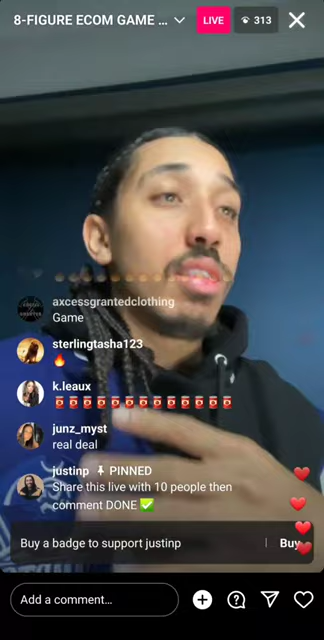 8-FIGURE ECOM GAME ...
LIVE
313
axcessgrantedclothing
Game
sterlingtasha123
🔥
k.leaux
junz_myst
real deal
justinp PINNED
Share this live with 10 people then
comment DONE ✅
Buy a badge to support justinp
Buy
Add a comment...